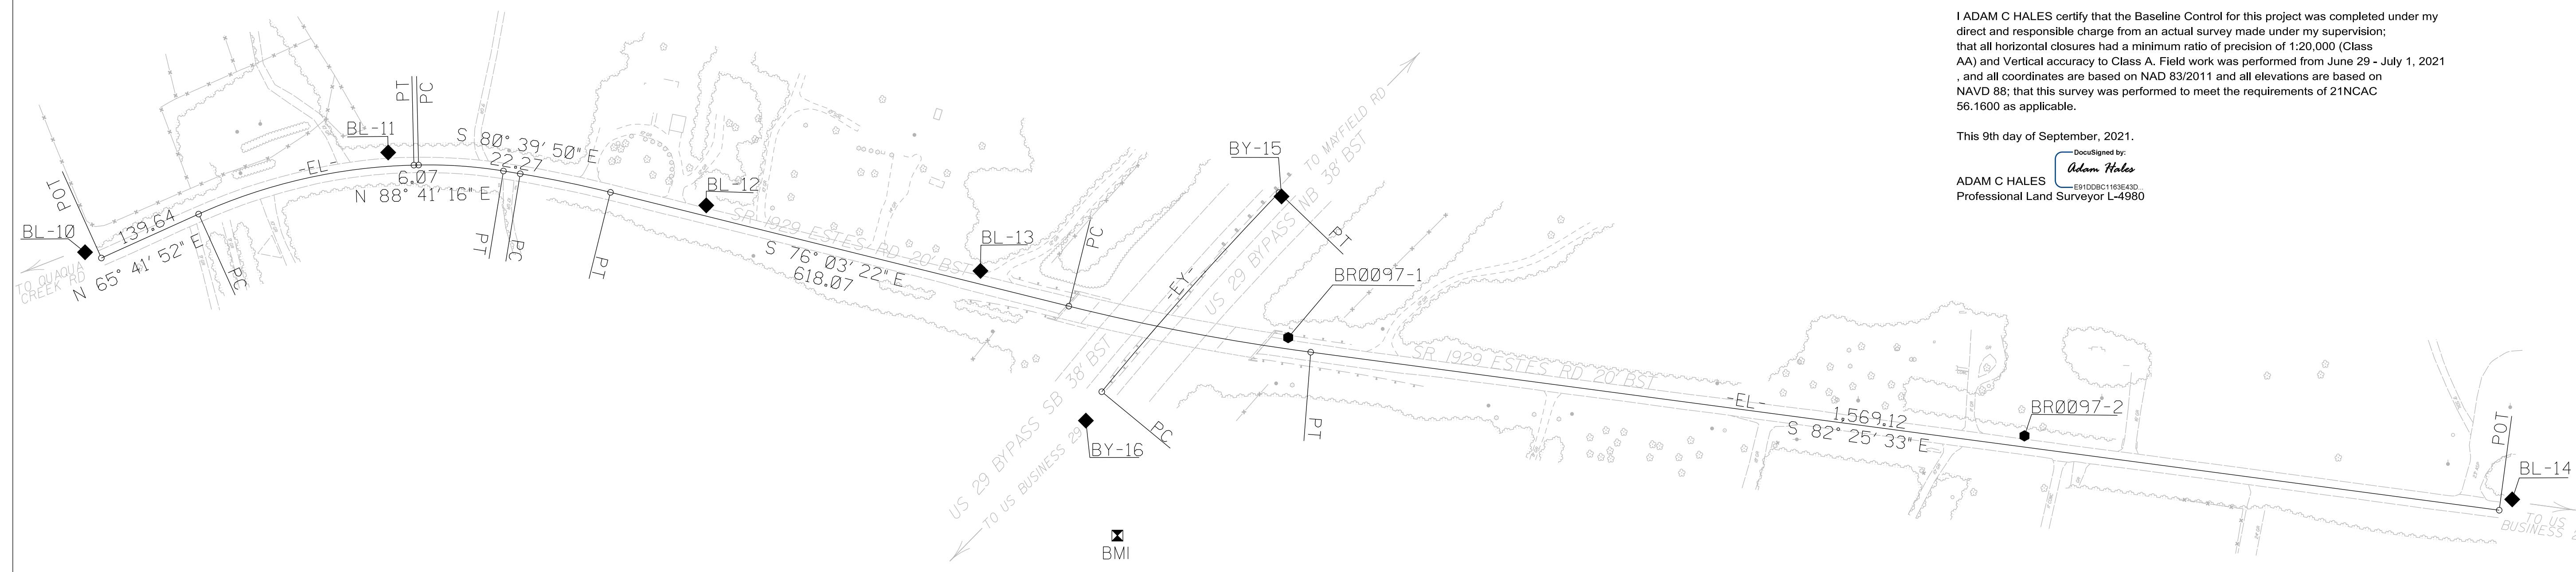 I ADAM C HALES certify that the Baseline Control for this project was completed under my
direct and responsible charge from an actual survey made under my supervision;
that all horizontal closures had a minimum ratio of precision of 1:20,000 (Class
AA) and Vertical accuracy to Class A. Field work was performed from June 29 - July 1, 2021
, and all coordinates are based on NAD 83/2011 and all elevations are based on
NAVD 88; that this survey was performed to meet the requirements of 21NCAC
56.1600 as applicable.
This 9th day of September, 2021.
DocuSigned by:
Adam Hales
ADAM C HALES
E91DDBC1163E43D...
Professional Land Surveyor L-4980
POT
BL-10
139.64
N 65° 41' 52" E
TO QUAQUA
CREEK RD
PC
-EL-
BL-11
PT
PC
6.07
N 88° 41' 16" E
S 80° 39' 50" E
22.27
PT
PC
PT
BL-12
SR 1929 ESTES RD 20' BST
S 76° 03' 22" E
618.07
BL-13
PC
BY-15
TO MAYFIELD RD
US 29 BYPASS NB 38' BST
PT
-EY-
BR0097-1
US 29 BYPASS SB 38' BST
TO US BUSINESS 29
PC
BY-16
BM1
PT
SR 1929 ESTES RD 20' BST
-EL-
1,569.12
S 82° 25' 33" E
BR0097-2
POT
BL-14
TO US
BUSINESS